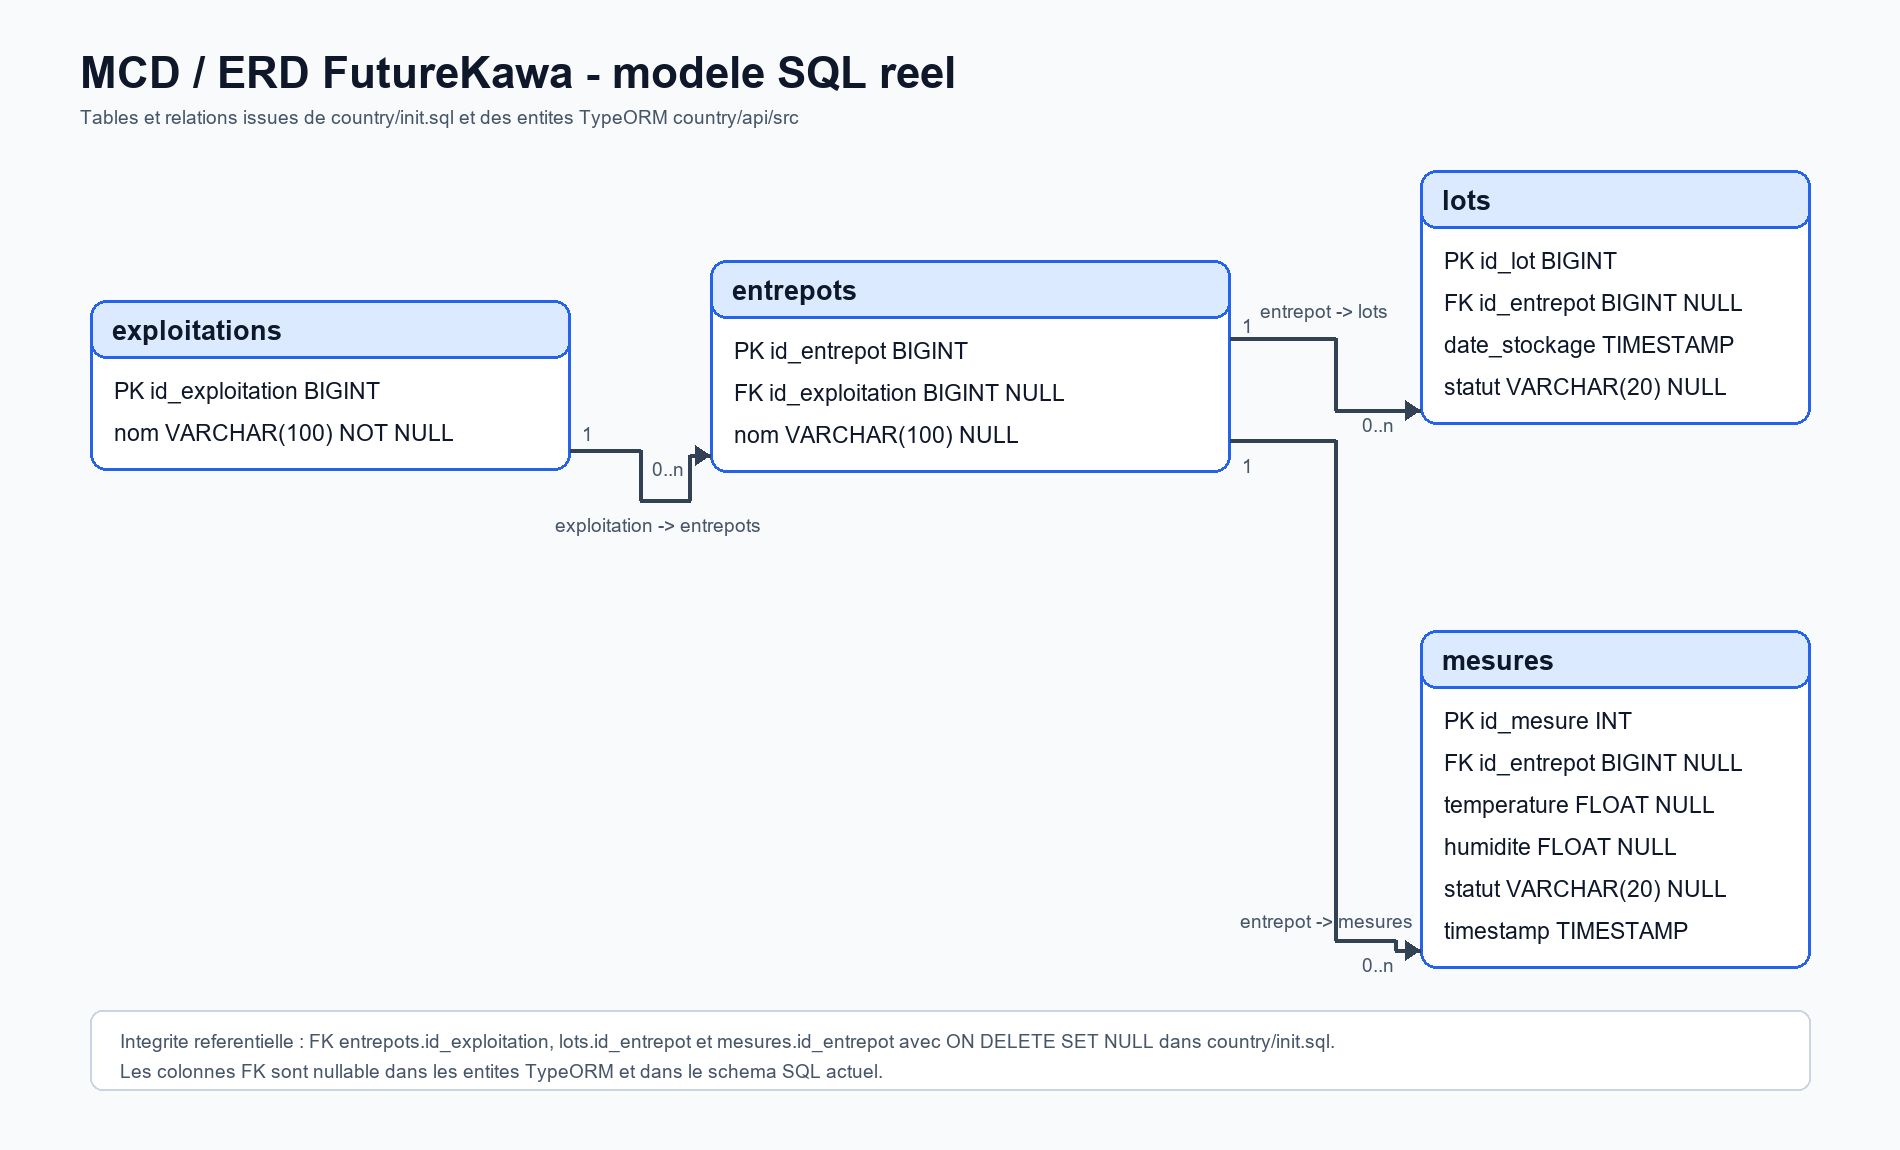 MCD / ERD FutureKawa - modele SQL reel
Tables et relations issues de country/init.sql et des entites TypeORM country/api/src
exploitations
PK id_exploitation BIGINT
nom VARCHAR(100) NOT NULL
1
0..n
exploitation -> entrepots
entrepots
PK id_entrepot BIGINT
FK id_exploitation BIGINT NULL
nom VARCHAR(100) NULL
1
entrepot -> lots
0..n
1
lots
PK id_lot BIGINT
FK id_entrepot BIGINT NULL
date_stockage TIMESTAMP
statut VARCHAR(20) NULL
entrepot -> mesures
0..n
mesures
PK id_mesure INT
FK id_entrepot BIGINT NULL
temperature FLOAT NULL
humidite FLOAT NULL
statut VARCHAR(20) NULL
timestamp TIMESTAMP
Integrite referentielle : FK entrepots.id_exploitation, lots.id_entrepot et mesures.id_entrepot avec ON DELETE SET NULL dans country/init.sql.
Les colonnes FK sont nullable dans les entites TypeORM et dans le schema SQL actuel.